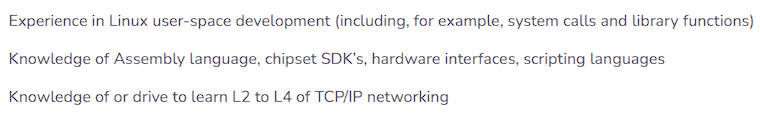 Experience in Linux user-space development (including, for example, system calls and library functions)
Knowledge of Assembly language, chipset SDK's, hardware interfaces, scripting languages
Knowledge of or drive to learn L2 to L4 of TCP/IP networking